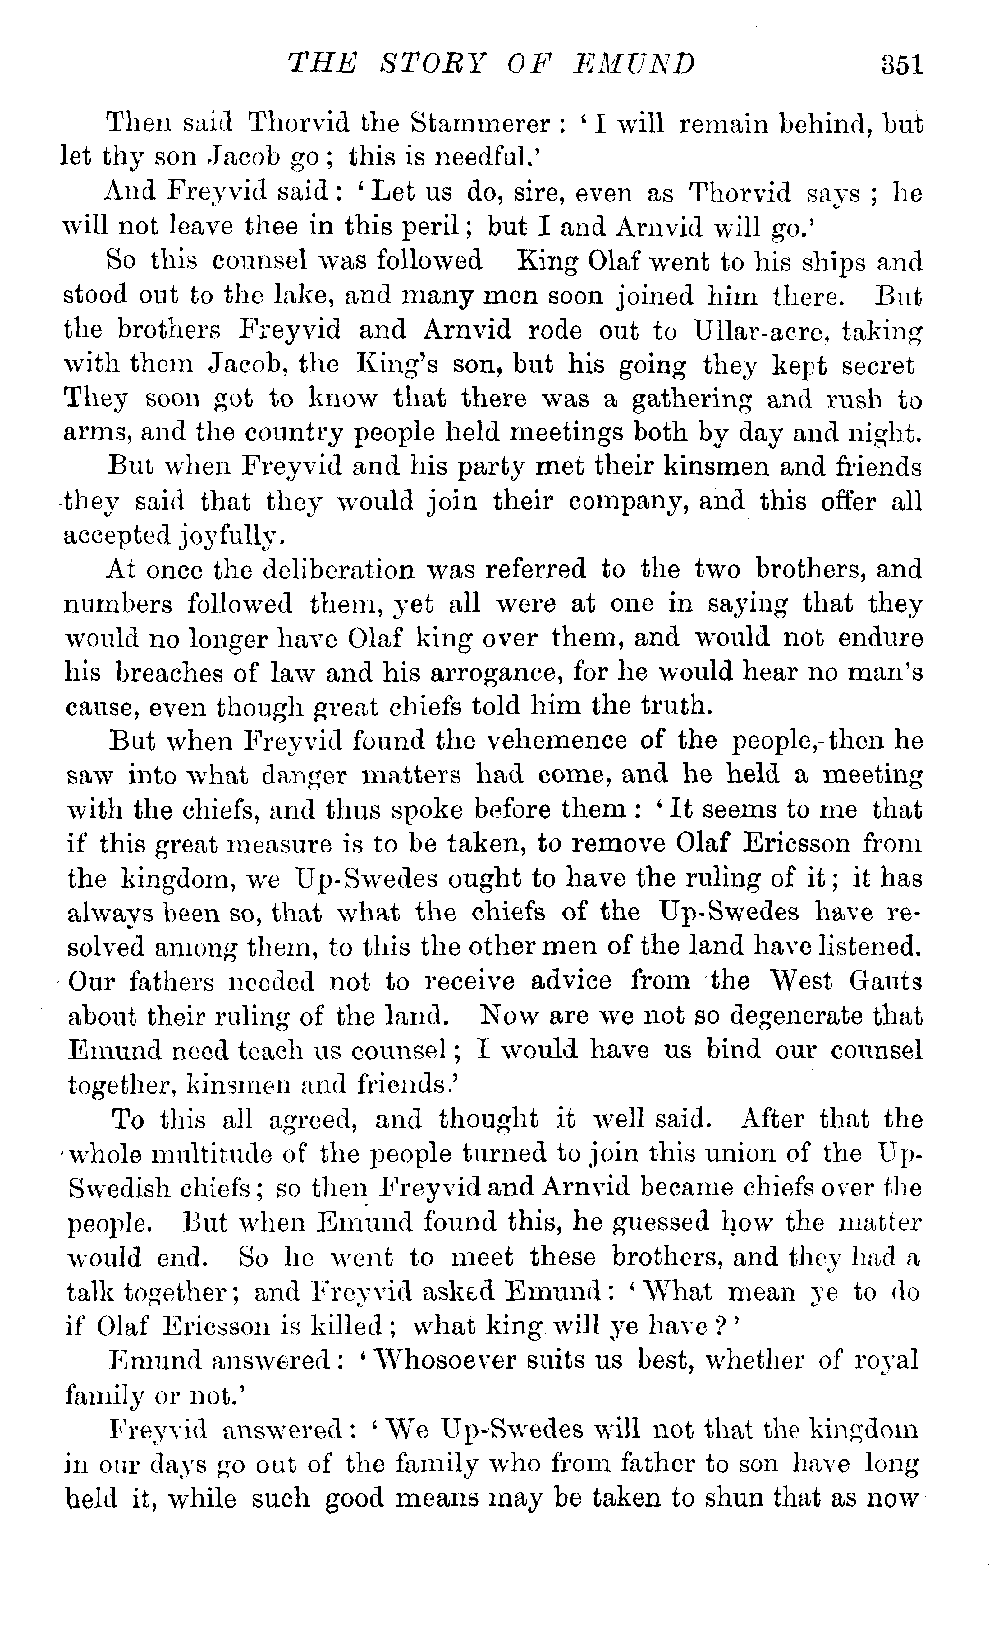 THE STORY OF EMUND 351
Then said Thorvid the Stammerer : ‘ I will remain behind, but
let thy son Jacob go ; this is needful.’
And Freyvid said : ‘ Let us do, sire, even as Thorvid says ; he
will not leave thee in this peril ; but I and Arnvid will go.’
So this counsel was followed King Olaf went to his ships and
stood out to the lake, and many men soon joined him there. But
the brothers Freyvid and Arnvid rode out to Ullar-acre, taking
with them Jacob, the King’s son, but his going they kept secret
They soon got to know that there was a gathering and rush to
arms, and the country people held meetings both by day and night.
But when Freyvid and his party met their kinsmen and friends
they said that they would join their company, and this offer all
accepted joyfully.
At once the deliberation was referred to the two brothers, and
numbers followed them, yet all were at one in saying that they
would no longer have Olaf king over them, and would not endure
his breaches of law and his arrogance, for he would hear no man’s
cause, even though great chiefs told him the truth.
But when Freyvid found the vehemence of the people, then he
saw into what danger matters had come, and he held a meeting
with the chiefs, and thus spoke before them : ‘ It seems to me that
if this great measure is to be taken, to remove Olaf Ericsson from
the kingdom, we Up-Swedes ought to have the ruling of it ; it has
always been so, that what the chiefs of the Up-Swedes have re-
solved among them, to this the other men of the land have listened.
Our fathers needed not to receive advice from the West Gauts
about their ruling of the land. Now are we not so degenerate that
Emund need teach us counsel ; I would have us bind our counsel
together, kinsmen and friends.’
To this all agreed, and thought it well said. After that the
whole multitude of the people turned to join this union of the Up-
Swedish chiefs ; so then Freyvid and Arnvid became chiefs over the
people. But when Emund found this, he guessed how the matter
would end. So he went to meet these brothers, and they had a
talk together ; and Freyvid asked Emund : ‘ What mean ye to do
if Olaf Ericsson is killed ; what king will ye have ? ’
Emund answered : ‘ Whosoever suits us best, whether of royal
family or not.’
Freyvid answered : ‘ We Up-Swedes will not that the kingdom
in our days go out of the family who from father to son have long
held it, while such good means may be taken to shun that as now